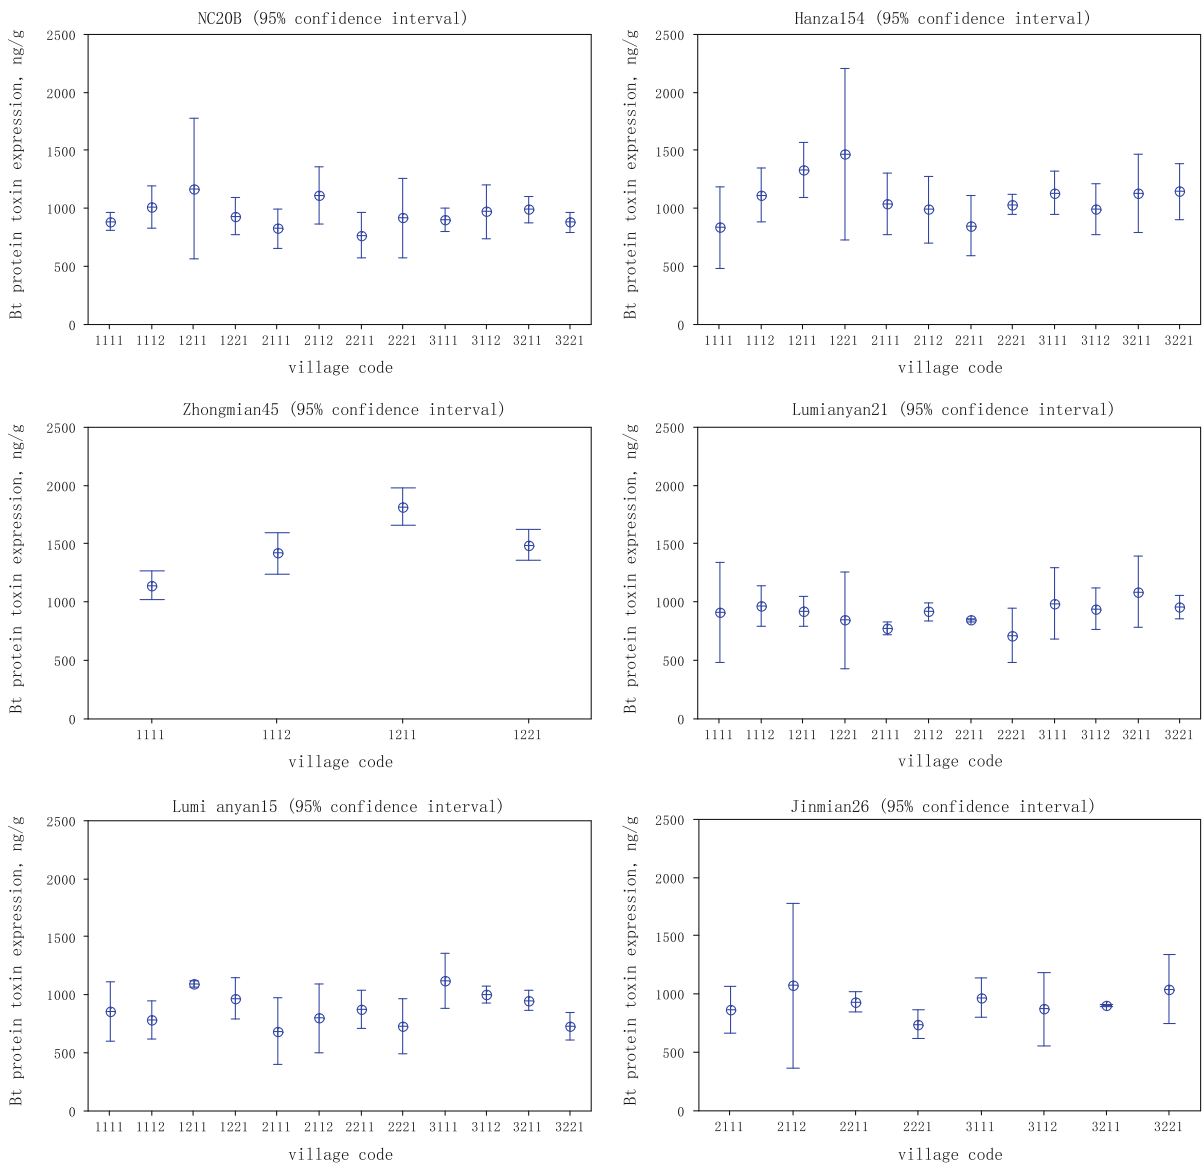 NC20B (95% confidence interval)
Bt protein toxin expression, ng/g
2500
2000
1500
1000
500
0
1111 1112 1211 1221 2111 2112 2211 2221 3111 3112 3211 3221
village code
Hanza154 (95% confidence interval)
Bt protein toxin expression, ng/g
2500
2000
1500
1000
500
0
1111 1112 1211 1221 2111 2112 2211 2221 3111 3112 3211 3221
village code
Zhongmian45 (95% confidence interval)
Bt protein toxin expression, ng/g
2500
2000
1500
1000
500
0
1111 1112 1211 1221
village code
Lumianyan21 (95% confidence interval)
Bt protein toxin expression, ng/g
2500
2000
1500
1000
500
0
1111 1112 1211 1221 2111 2112 2211 2221 3111 3112 3211 3221
village code
Lumi anyan15 (95% confidence interval)
Bt protein toxin expression, ng/g
2500
2000
1500
1000
500
0
1111 1112 1211 1221 2111 2112 2211 2221 3111 3112 3211 3221
village code
Jinmian26 (95% confidence interval)
Bt protein toxin expression, ng/g
2500
2000
1500
1000
500
0
2111 2112 2211 2221 3111 3112 3211 3221
village code